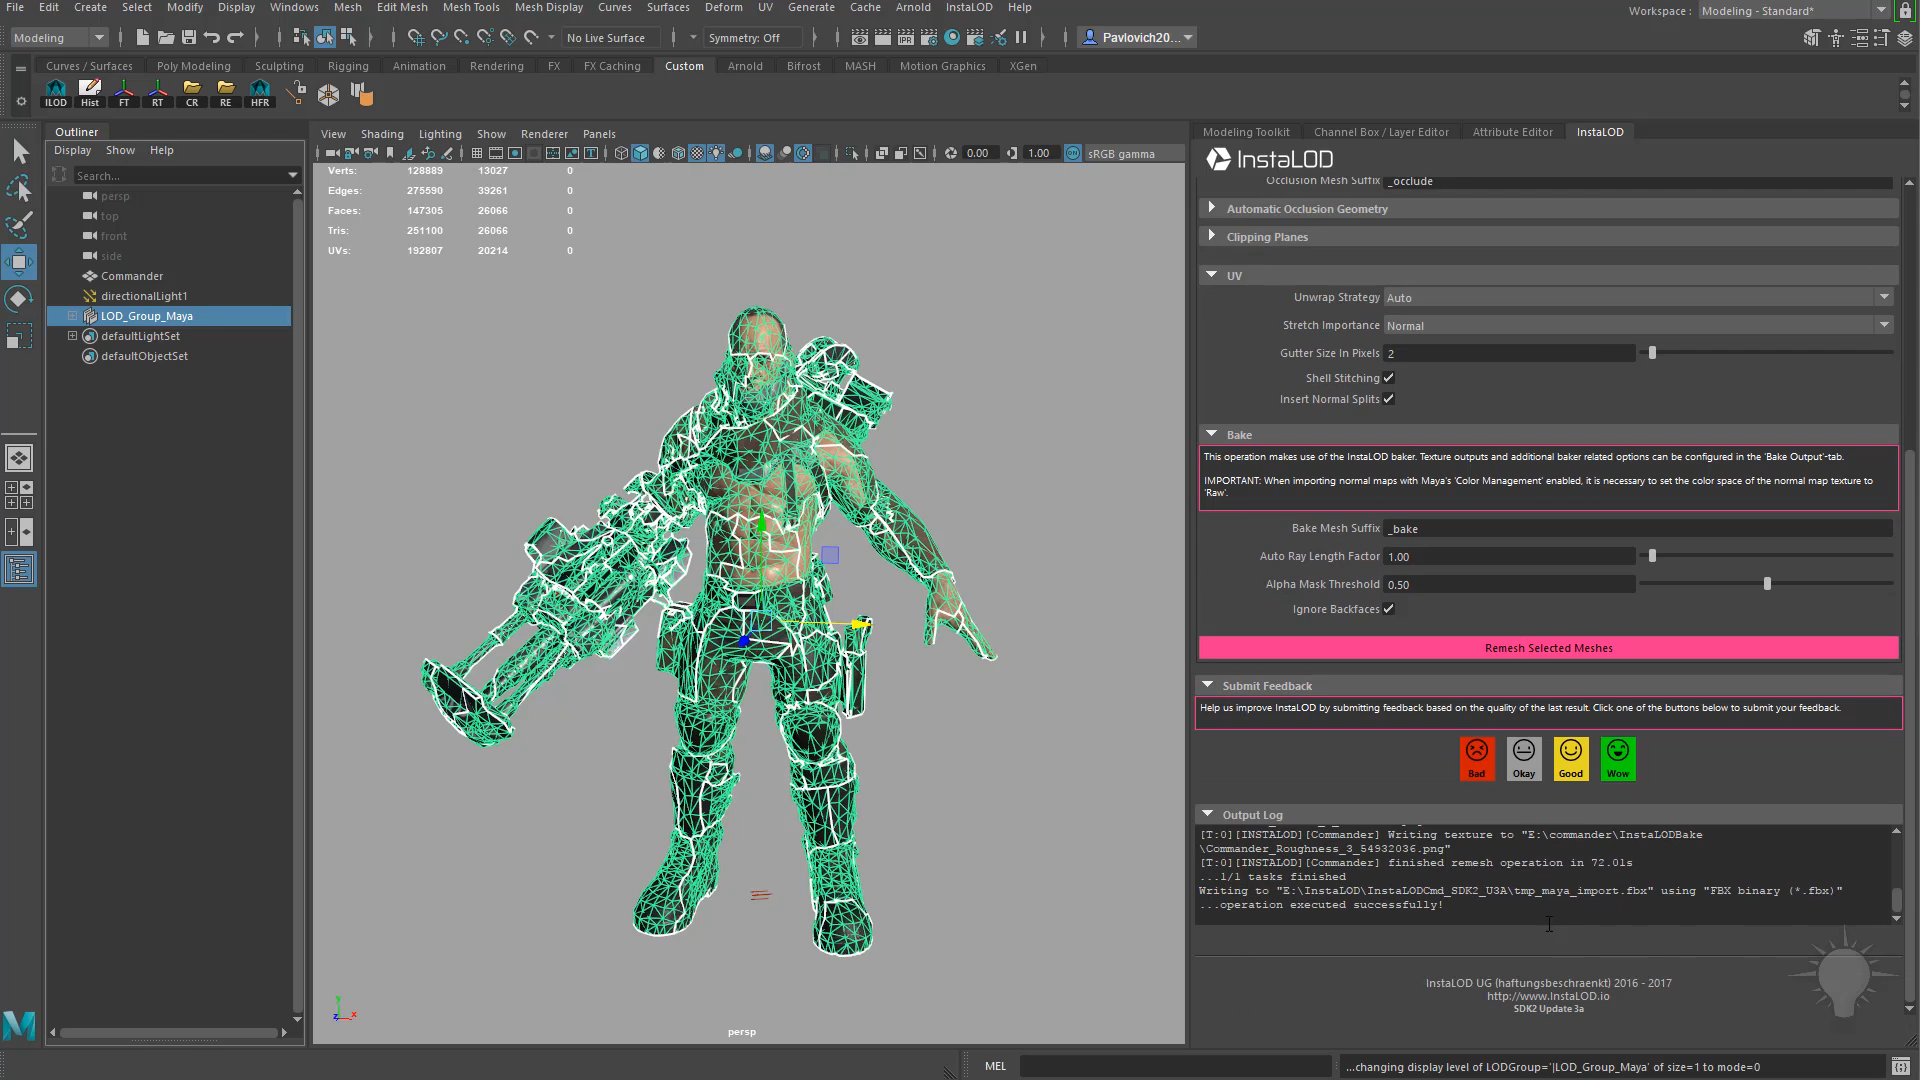 File Edit Create Select Modify Display Windows Mesh Edit Mesh Mesh Tools Mesh Display Curves Surfaces Deform UV Generate Cache Arnold InstaLOD Help
Workspace : Modeling - Standard*
Modeling
No Live Surface
Symmetry: Off
Pavlovich20...
Curves / Surfaces Poly Modeling Sculpting Rigging Animation Rendering FX FX Caching Custom Arnold Bifrost MASH Motion Graphics XGen
ILOD Hist FT RT CR RE HFR
IPR
Outliner
Display Show Help
Search...
persp
top
front
side
Commander
directionalLight1
LOD_Group_Maya
defaultLightSet
defaultObjectSet
View Shading Lighting Show Renderer Panels
0.00 1.00 sRGB gamma
Verts: 128889 13027 0
Edges: 275590 39261 0
Faces: 147305 26066 0
Tris: 251100 26066 0
UVs: 192807 20214 0
y
z x
persp
Modeling Toolkit Channel Box / Layer Editor Attribute Editor InstaLOD
InstaLOD
Occlusion Mesh Suffix _occlude
Automatic Occlusion Geometry
Clipping Planes
UV
Unwrap Strategy Auto
Stretch Importance Normal
Gutter Size In Pixels 2
Shell Stitching
Insert Normal Splits
Bake
This operation makes use of the InstaLOD baker. Texture outputs and additional baker related options can be configured in the 'Bake Output'-tab.
IMPORTANT: When importing normal maps with Maya's 'Color Management' enabled, it is necessary to set the color space of the normal map texture to
'Raw'.
Bake Mesh Suffix _bake
Auto Ray Length Factor 1.00
Alpha Mask Threshold 0.50
Ignore Backfaces
Remesh Selected Meshes
Submit Feedback
Help us improve InstaLOD by submitting feedback based on the quality of the last result. Click one of the buttons below to submit your feedback.
Bad Okay Good Wow
Output Log
[T:0][INSTALOD][Commander] Writing texture to "E:\commander\InstaLODBake
\Commander_Roughness_3_54932036.png"
[T:0][INSTALOD][Commander] finished remesh operation in 72.01s
...1/1 tasks finished
Writing to "E:\InstaLOD\InstaLODCmd_SDK2_U3A\tmp_maya_import.fbx" using "FBX binary (*.fbx)"
...operation executed successfully!
InstaLOD UG (haftungsbeschraenkt) 2016 - 2017
http://www.InstaLOD.io
SDK2 Update 3a
MEL
...changing display level of LODGroup='|LOD_Group_Maya' of size=1 to mode=0